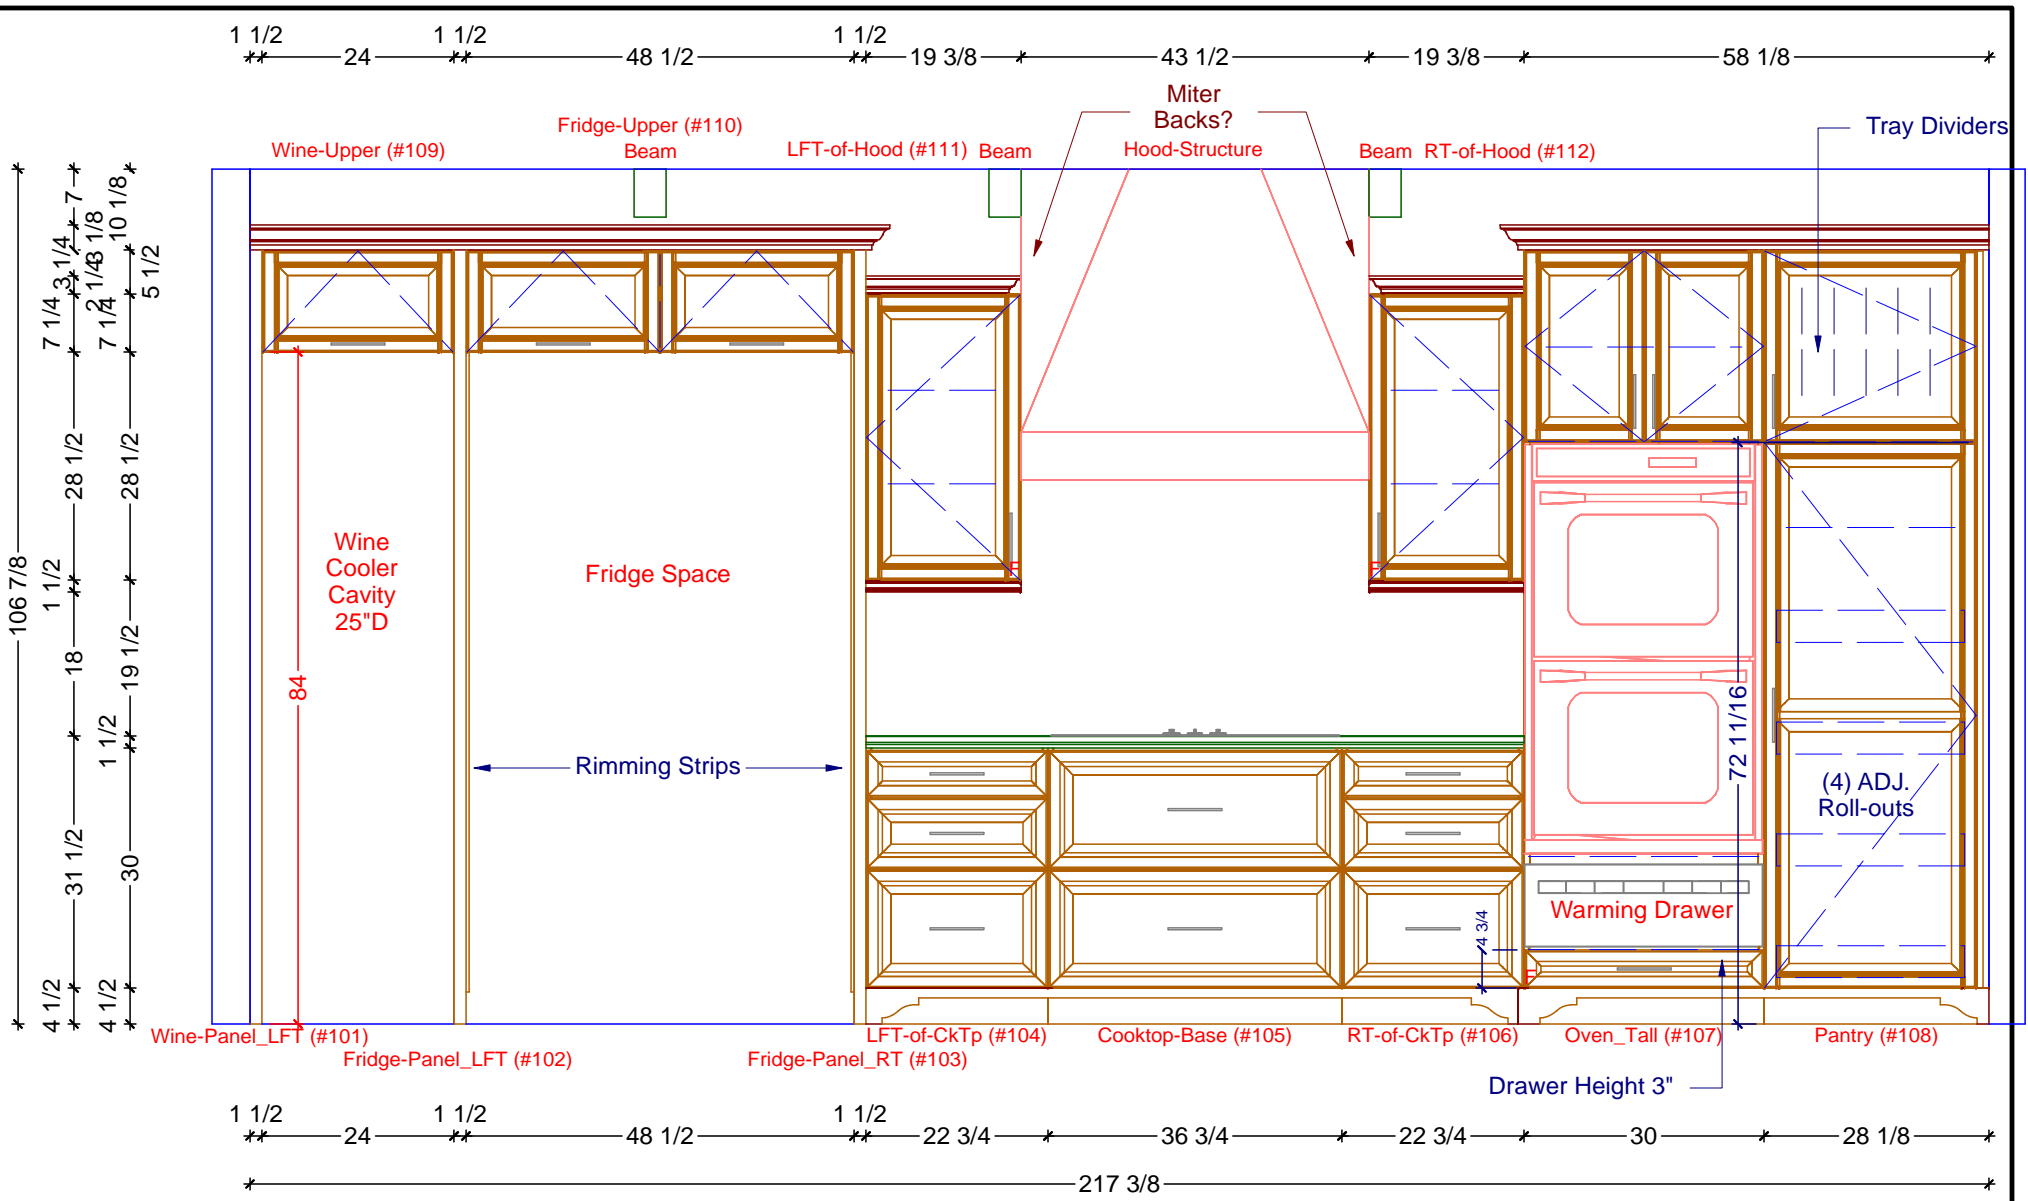 1 1/2 1 1/2 1 1/2
24 48 1/2 19 3/8 43 1/2 19 3/8 58 1/8
Miter
Backs?
Tray Dividers
Fridge-Upper (#110)
Wine-Upper (#109) Beam LFT-of-Hood (#111) Beam Hood-Structure Beam RT-of-Hood (#112)
106 7/8
7
3 1/8
3 1/4
7 1/4
28 1/2
1 1/2
18
31 1/2
4 1/2
10 1/8
5 1/2
2 1/4
7 1/4
28 1/2
19 1/2
1 1/2
30
4 1/2
Wine
Cooler
Cavity
25"D
84
Fridge Space
Rimming Strips
F
F
72 11/16
(4) ADJ.
Roll-outs
Warming Drawer
4 3/4
F
Wine-Panel_LFT (#101) LFT-of-CkTp (#104) Cooktop-Base (#105) RT-of-CkTp (#106) Oven_Tall (#107) Pantry (#108)
Fridge-Panel_LFT (#102) Fridge-Panel_RT (#103)
Drawer Height 3"
1 1/2 1 1/2 1 1/2
24 48 1/2 22 3/4 36 3/4 22 3/4 30 28 1/8
217 3/8